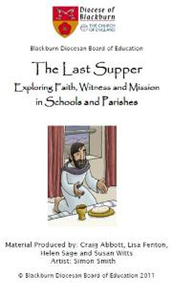 Diocese of
Blackburn
THE CHURCH
OF ENGLAND
Blackburn Diocesan Board of Education
The Last Supper
Exploring Faith, Witness and Mission
in Schools and Parishes
Material Produced by: Craig Abbott, Lisa Fenton,
Helen Sage and Susan Witts
Artist: Simon Smith
© Blackburn Diocesan Board of Education 2011